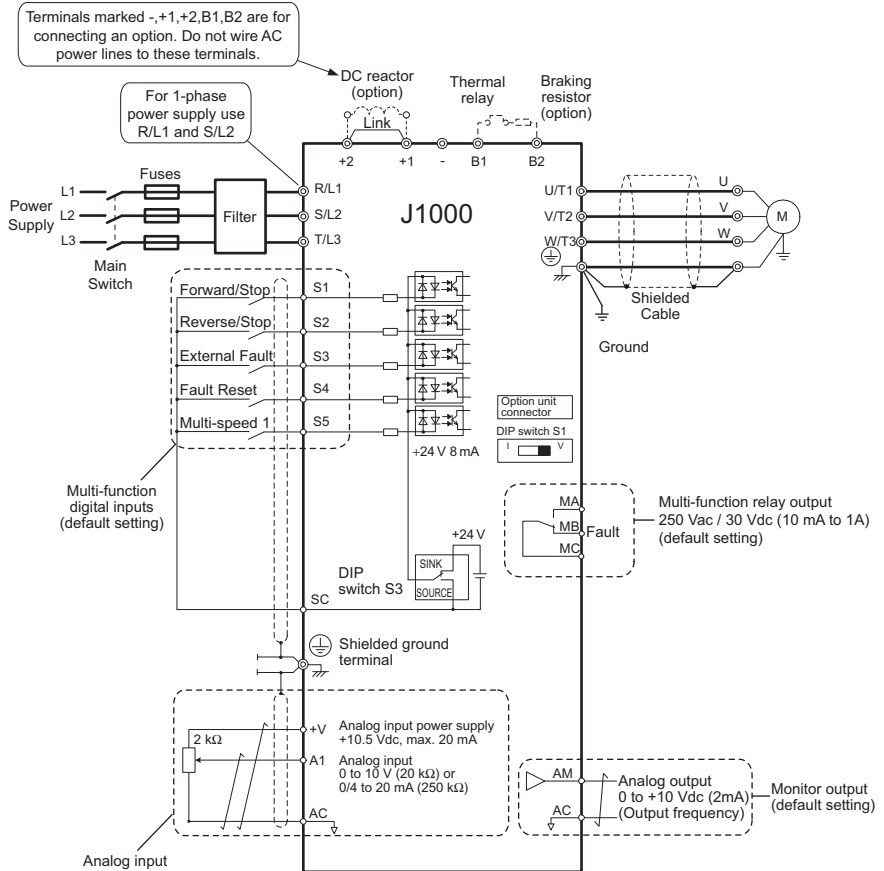 Terminals marked -,+1,+2,B1,B2 are for
connecting an option. Do not wire AC
power lines to these terminals.
DC reactor
(option)
Thermal
relay
Braking
resistor
(option)
For 1-phase
power supply use
R/L1 and S/L2
Link
+2
+1
-
B1
B2
Fuses
L1
L2
L3
Power
Supply
Main
Switch
Filter
R/L1
S/L2
T/L3
J1000
U/T1
V/T2
W/T3
U
V
W
M
Shielded
Cable
Ground
Forward/Stop
S1
Reverse/Stop
S2
External Fault
S3
Fault Reset
S4
Multi-speed 1
S5
+24 V 8 mA
Option unit
connector
DIP switch S1
I
V
Multi-function
digital inputs
(default setting)
MA
MB
MC
Fault
Multi-function relay output
250 Vac / 30 Vdc (10 mA to 1A)
(default setting)
+24 V
DIP
switch S3
SINK
SOURCE
SC
Shielded ground
terminal
2 kΩ
+V
Analog input power supply
+10.5 Vdc, max. 20 mA
A1
Analog input
0 to 10 V (20 kΩ) or
0/4 to 20 mA (250 kΩ)
AC
Analog input
AM
AC
Analog output
0 to +10 Vdc (2mA)
(Output frequency)
Monitor output
(default setting)